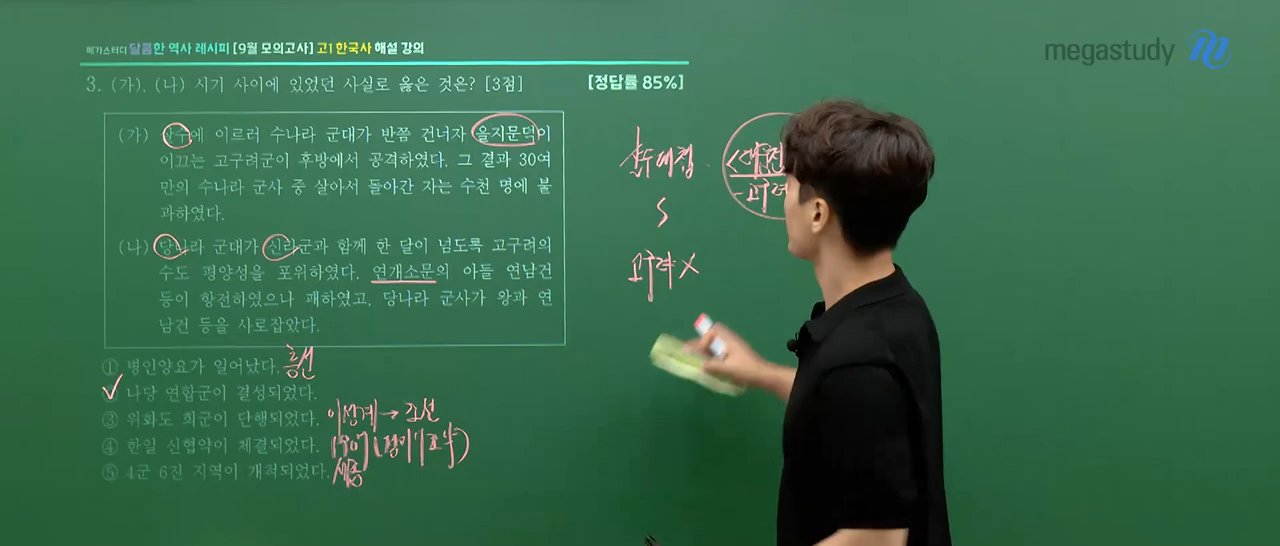 메가스터디 달콤한 역사 레시피 [9월 모의고사] 고1 한국사 해설 강의
megastudy
3. (가), (나) 시기 사이에 있었던 사실로 옳은 것은? [3점]
[정답률 85%]
(가) 살수에 이르러 수나라 군대가 반쯤 건너자 을지문덕이
이끄는 고구려군이 후방에서 공격하였다. 그 결과 30여
만의 수나라 군사 중 살아서 돌아간 자는 수천 명에 불
과하였다.
(나) 당나라 군대가 신라군과 함께 한 달이 넘도록 고구려의
수도 평양성을 포위하였다. 연개소문의 아들 연남건
등이 항전하였으나 패하였고, 당나라 군사가 왕과 연
남건 등을 사로잡았다.
① 병인양요가 일어났다. 흥선
나당 연합군이 결성되었다.
③ 위화도 회군이 단행되었다. 이성계 → 조선
④ 한일 신협약이 체결되었다. 1907
⑤ 4군 6진 지역이 개척되었다. 세종
살수대첩
고구려 X